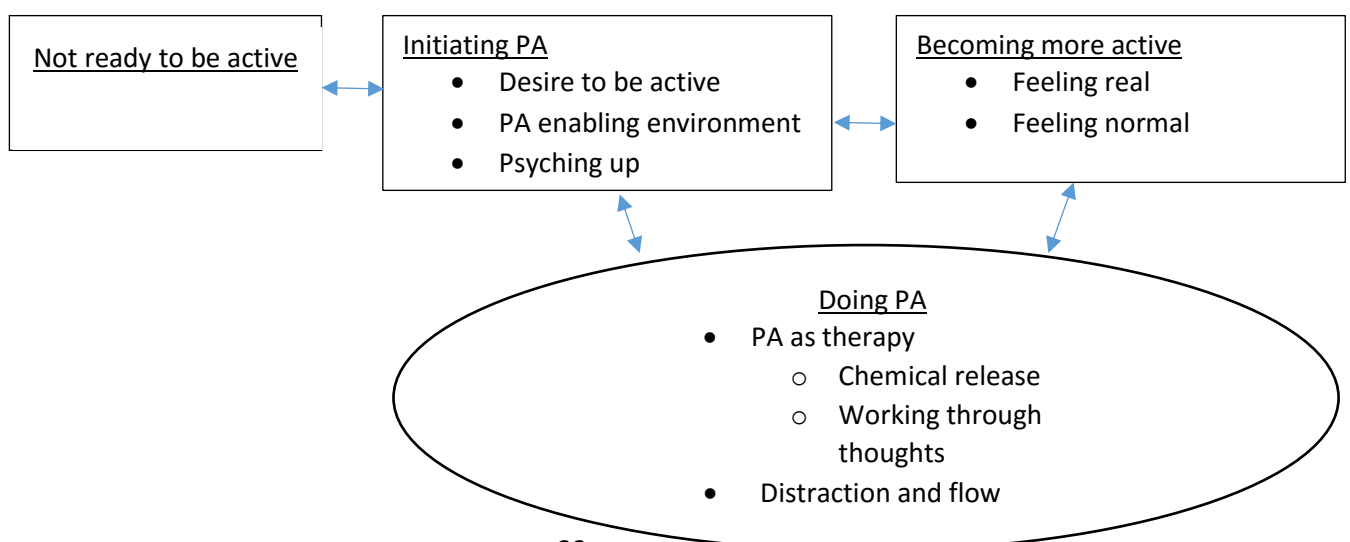 Not ready to be active
Initiating PA
• Desire to be active
• PA enabling environment
• Psyching up
Becoming more active
• Feeling real
• Feeling normal
Doing PA
• PA as therapy
o Chemical release
o Working through
thoughts
• Distraction and flow